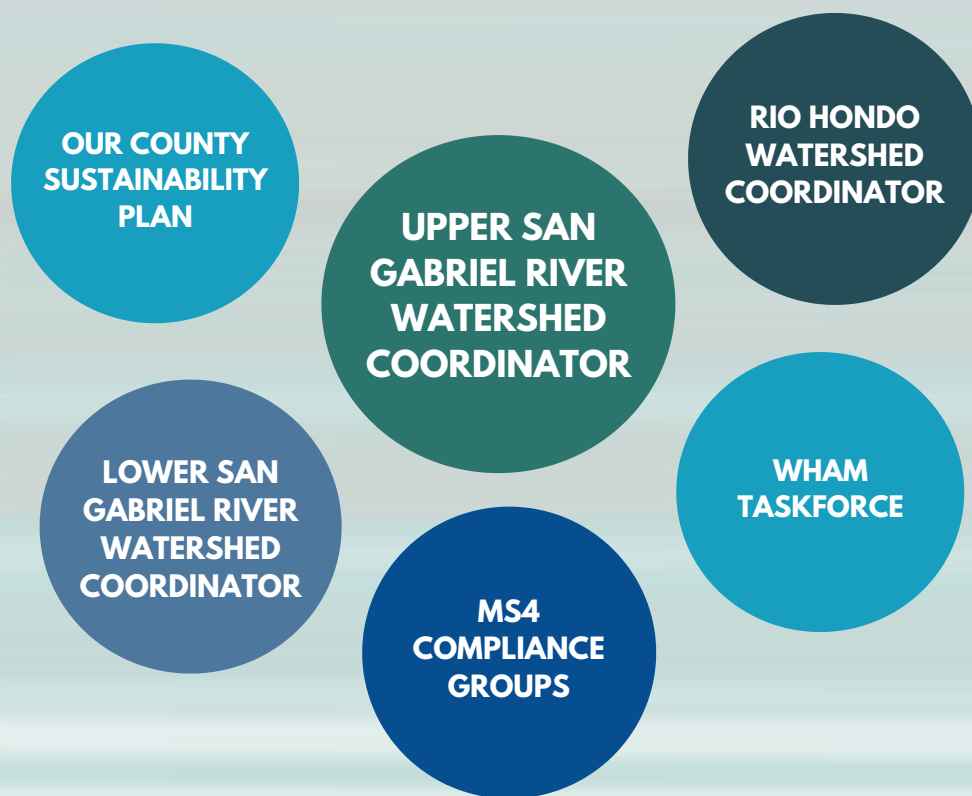 OUR COUNTY
SUSTAINABILITY
PLAN
UPPER SAN
GABRIEL RIVER
WATERSHED
COORDINATOR
RIO HONDO
WATERSHED
COORDINATOR
LOWER SAN
GABRIEL RIVER
WATERSHED
COORDINATOR
MS4
COMPLIANCE
GROUPS
WHAM
TASKFORCE